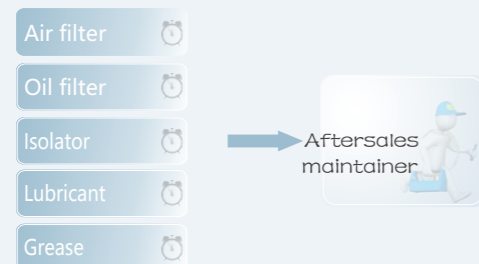 Air filter
Oil filter
Isolator
Lubricant
Grease
Aftersales
maintainer